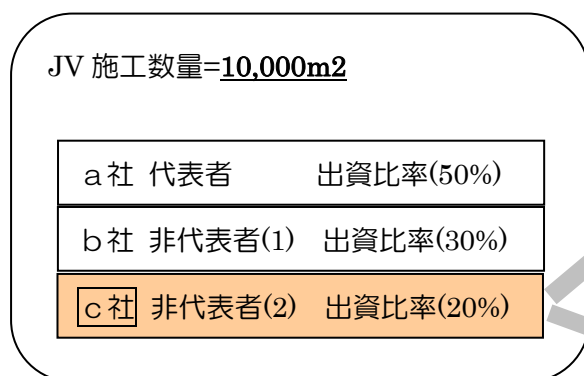 JV 施工数量=10,000m2
a社 代表者 出資比率(50%)
b社 非代表者(1) 出資比率(30%)
c社 非代表者(2) 出資比率(20%)